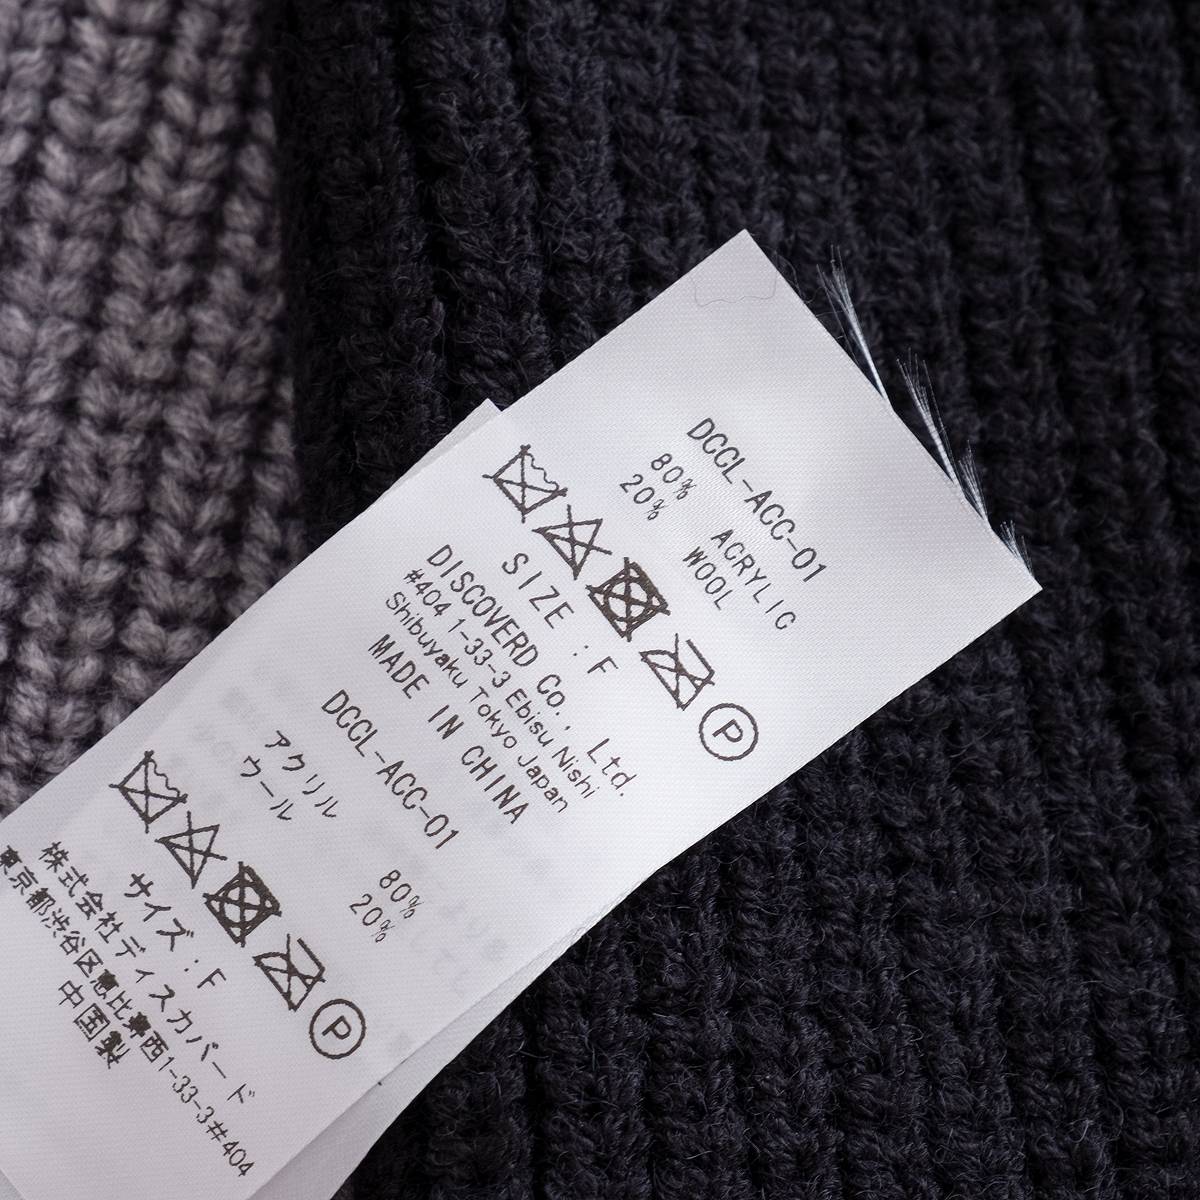 DCCL-ACC-01
80% ACRYLIC
20% WOOL
P
SIZE : F
DISCOVERD Co., Ltd.
#404 1-33-3 Ebisu Nishi
Shibuyaku Tokyo Japan
MADE IN CHINA
DCCL-ACC-01
アクリル 80%
ウール 20%
P
サイズ : F
株式会社ディスカバード
東京都渋谷区恵比寿西1-33-3#404
中国製